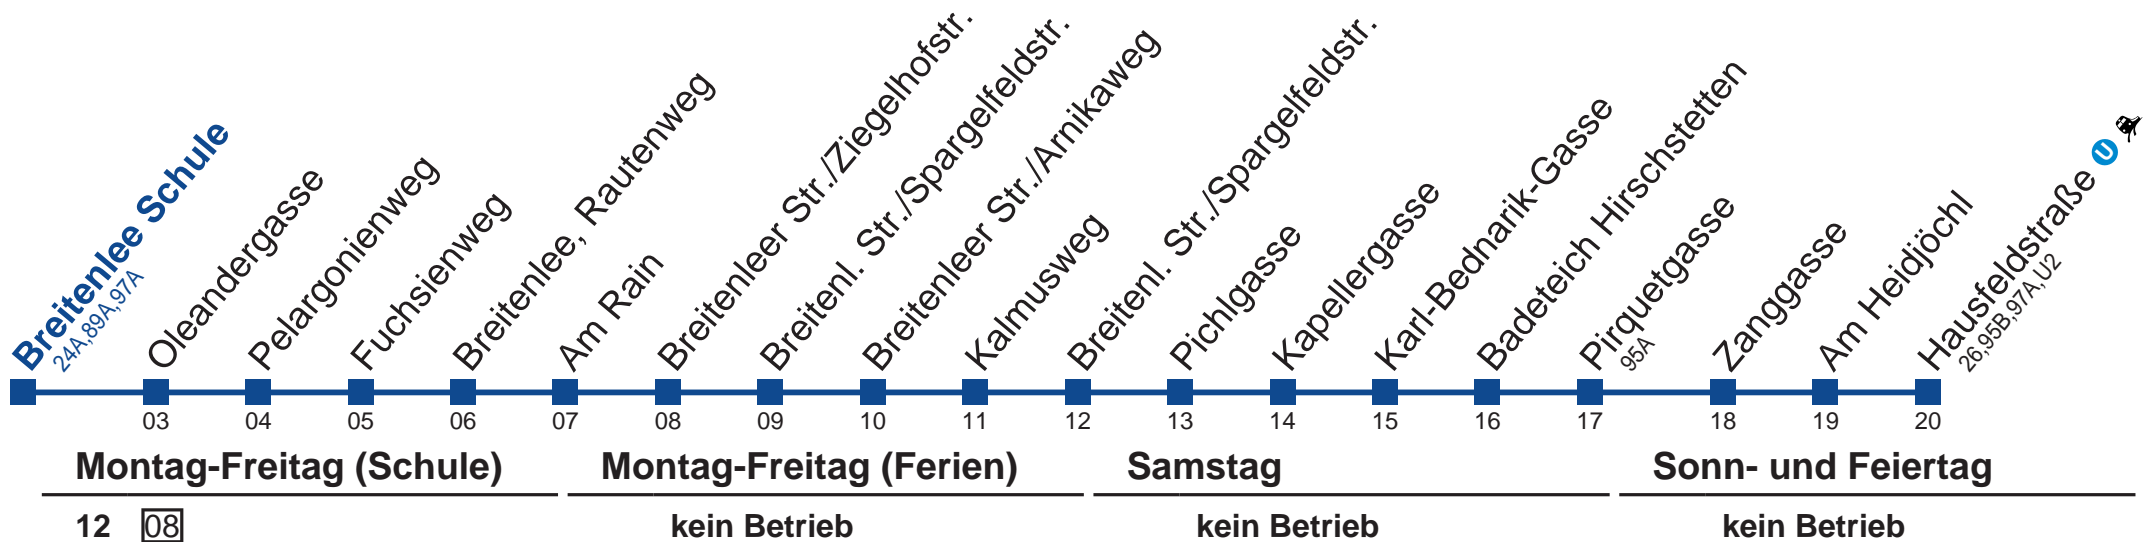 Breitenlee Schule
24A,89A,97A
Oleandergasse
Pelargonienweg
Fuchsienweg
Breitenlee, Rautenweg
Am Rain
Breitenleer Str./Ziegelhofstr.
Breitenl. Str./Spargelfeldstr.
Breitenleer Str./Arnikaweg
Kalmusweg
Breitenl. Str./Spargelfeldstr.
Pichlgasse
Kapellergasse
Karl-Bednarik-Gasse
Badeteich Hirschstetten
Pirquetgasse
95A
Zanggasse
Am Heidjöchl
Hausfeldstraße U
26,95B,97A,U2
03 04 05 06 07 08 09 10 11 12 13 14 15 16 17 18 19 20
Montag-Freitag (Schule) Montag-Freitag (Ferien) Samstag Sonn- und Feiertag
12 08 kein Betrieb kein Betrieb kein Betrieb